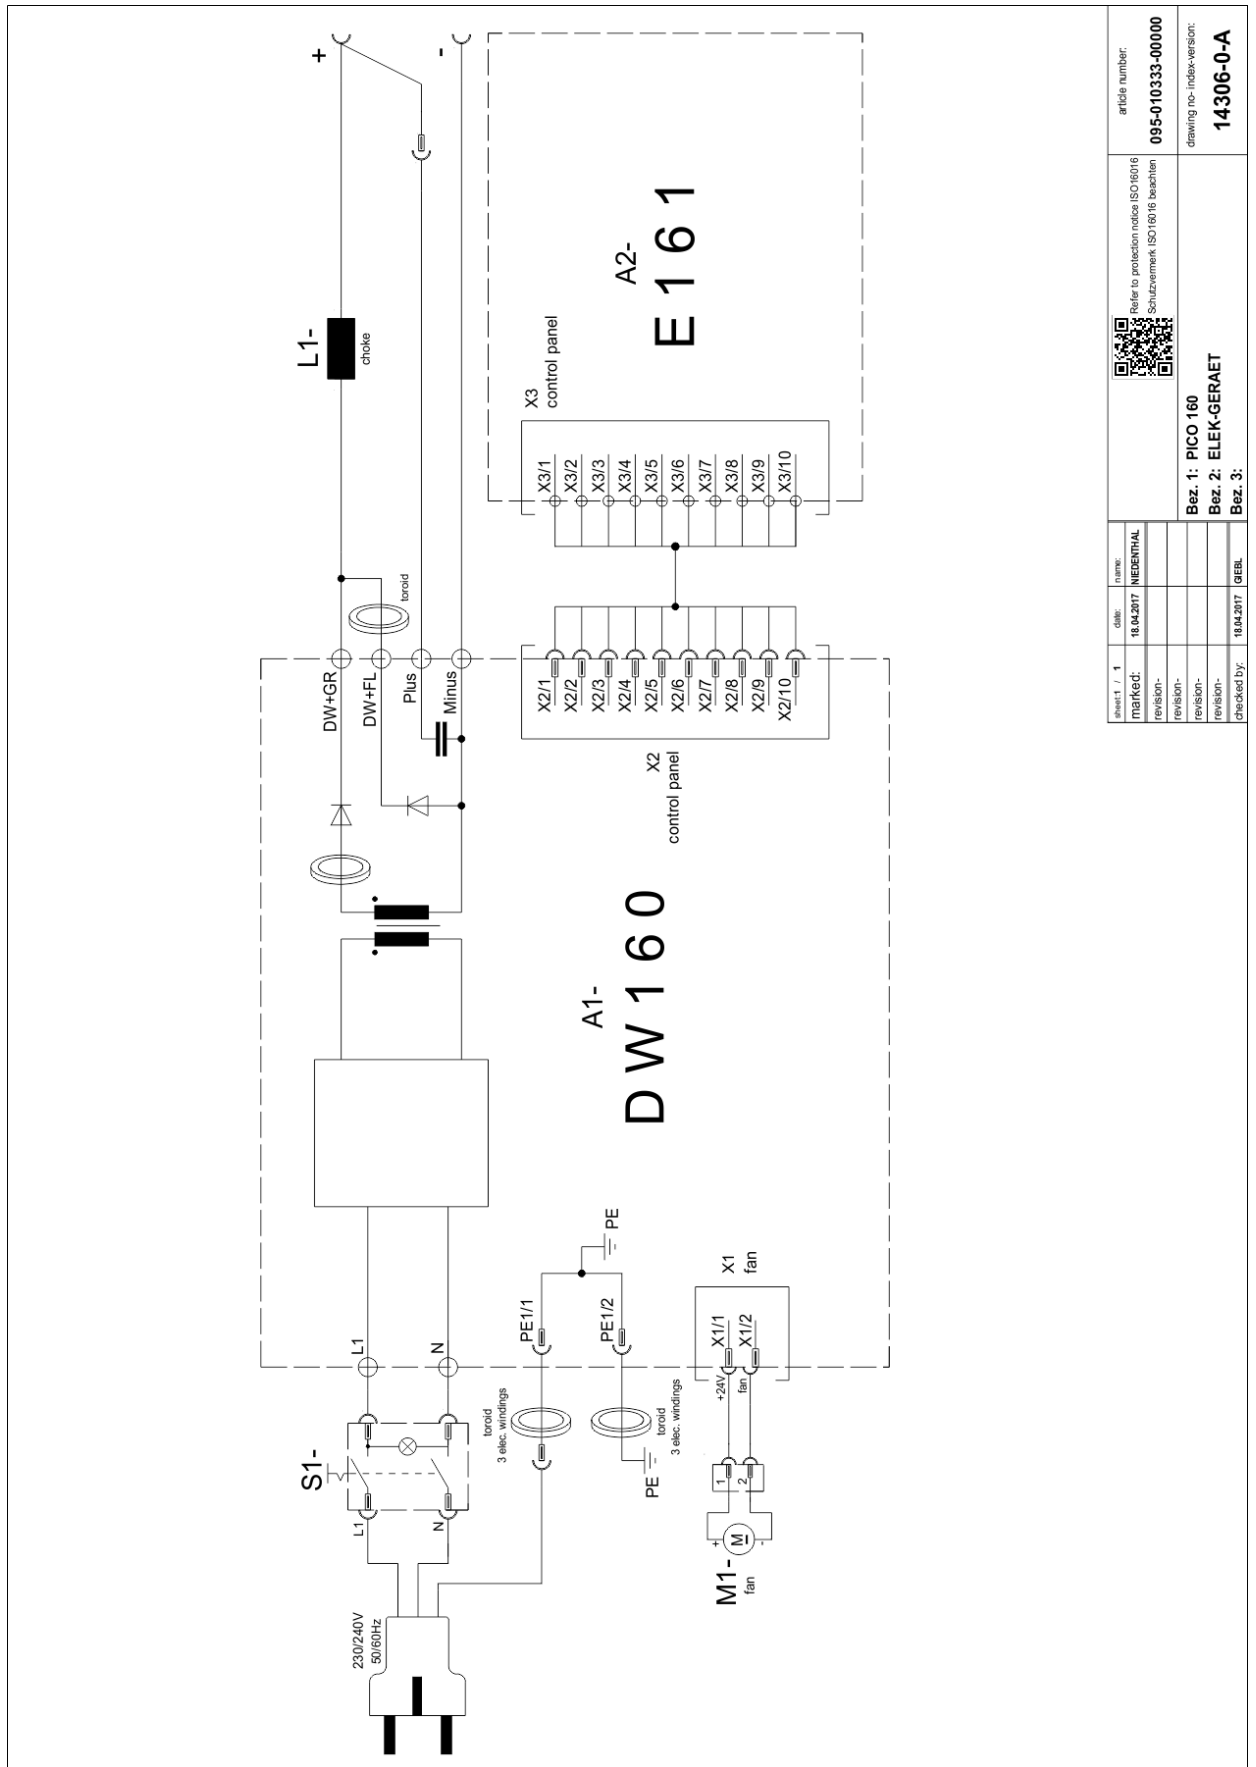 230/240V
50/60Hz
S1-
L1
N
L1
N
toroid
3 elec. windings
PE1/1
PE1/2
PE
PE
toroid
3 elec. windings
M1-
fan
+
-
M
1
2
+24V
fan
X1/1
X1/2
X1
fan
A1-
DW160
DW+GR
DW+FL
Plus
Minus
toroid
L1-
choke
+
-
X2
control panel
X2/1
X2/2
X2/3
X2/4
X2/5
X2/6
X2/7
X2/8
X2/9
X2/10
X3/1
X3/2
X3/3
X3/4
X3/5
X3/6
X3/7
X3/8
X3/9
X3/10
X3
control panel
A2-
E161
sheet:1 / 1
date:
name:
marked:
18.04.2017
NIEDENTHAL
revision-
revision-
revision-
revision-
checked by:
18.04.2017
GIEBL
Refer to protection notice ISO16016
Schutzvermerk ISO16016 beachten
article number:
095-010333-00000
Bez. 1: PICO 160
Bez. 2: ELEK-GERAET
Bez. 3:
drawing no- index-version:
14306-0-A